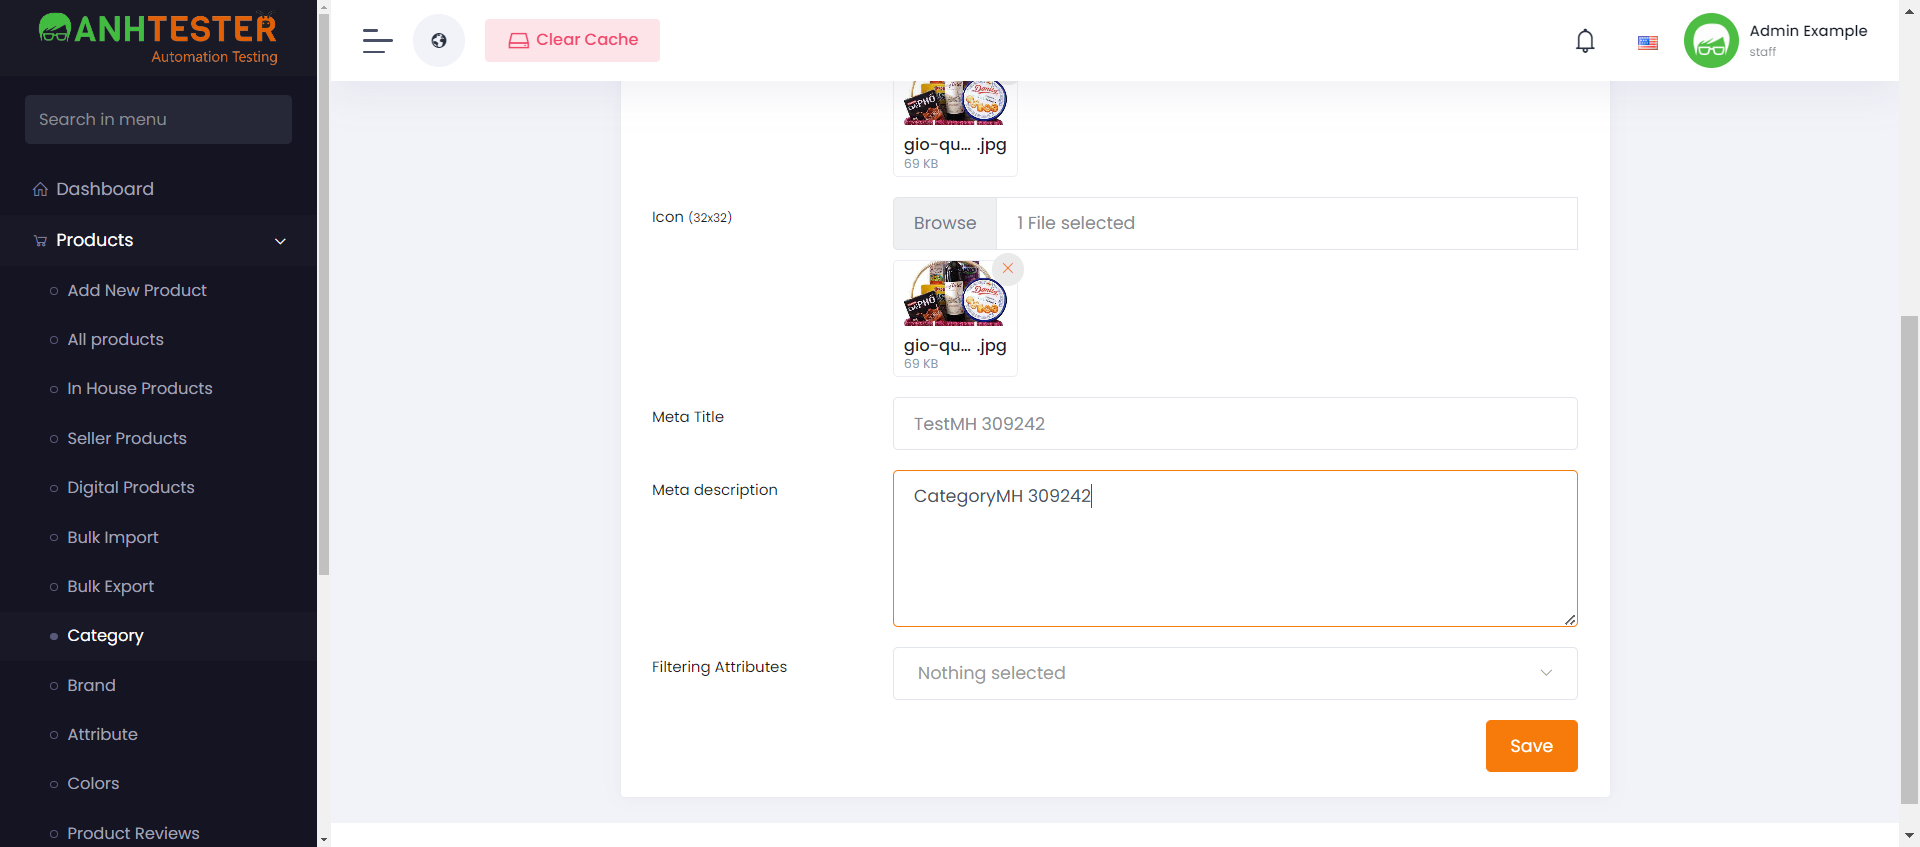 ANHTESTER
Automation Testing
Clear Cache
Admin Example
staff
Search in menu
Dashboard
Products
Add New Product
All products
In House Products
Seller Products
Digital Products
Bulk Import
Bulk Export
Category
Brand
Attribute
Colors
Product Reviews
gio-qu... .jpg
69 KB
Icon (32x32)
Browse
1 File selected
gio-qu... .jpg
69 KB
Meta Title
TestMH 309242
Meta description
CategoryMH 309242
Filtering Attributes
Nothing selected
Save